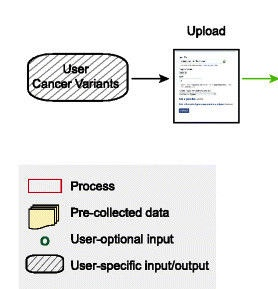 Upload
User
Cancer Variants
Process
Pre-collected data
User-optional input
User-specific input/output